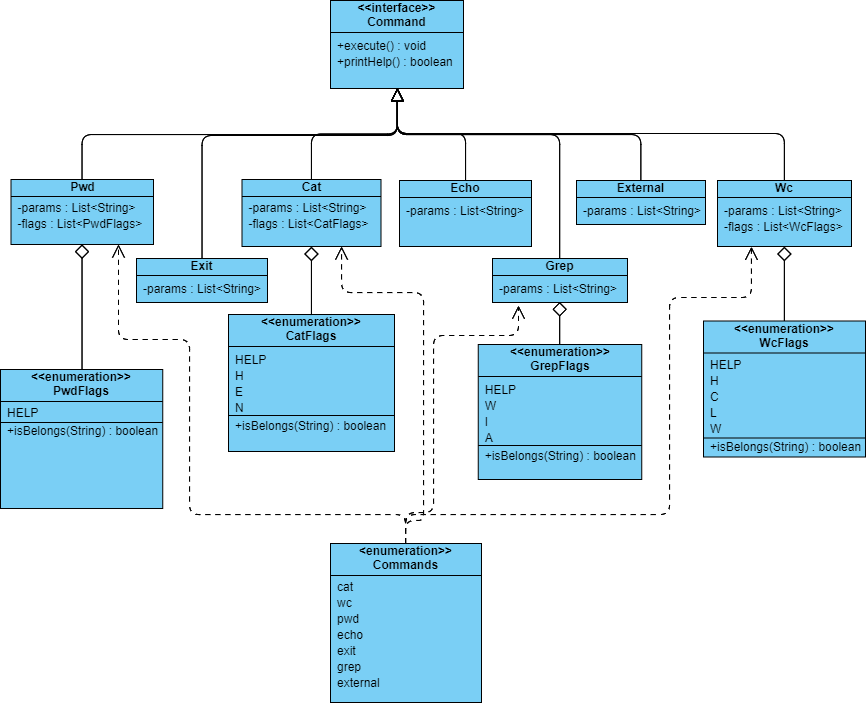 <<interface>>
Command
+execute() : void
+printHelp() : boolean
Pwd
-params : List<String>
-flags : List<PwdFlags>
Cat
-params : List<String>
-flags : List<CatFlags>
Echo
-params : List<String>
External
-params : List<String>
Wc
-params : List<String>
-flags : List<WcFlags>
Exit
-params : List<String>
Grep
-params : List<String>
<<enumeration>>
PwdFlags
HELP
+isBelongs(String) : boolean
<<enumeration>>
CatFlags
HELP
H
E
N
+isBelongs(String) : boolean
<<enumeration>>
GrepFlags
HELP
W
I
A
+isBelongs(String) : boolean
<<enumeration>>
WcFlags
HELP
H
C
L
W
+isBelongs(String) : boolean
<enumeration>>
Commands
cat
wc
pwd
echo
exit
grep
external